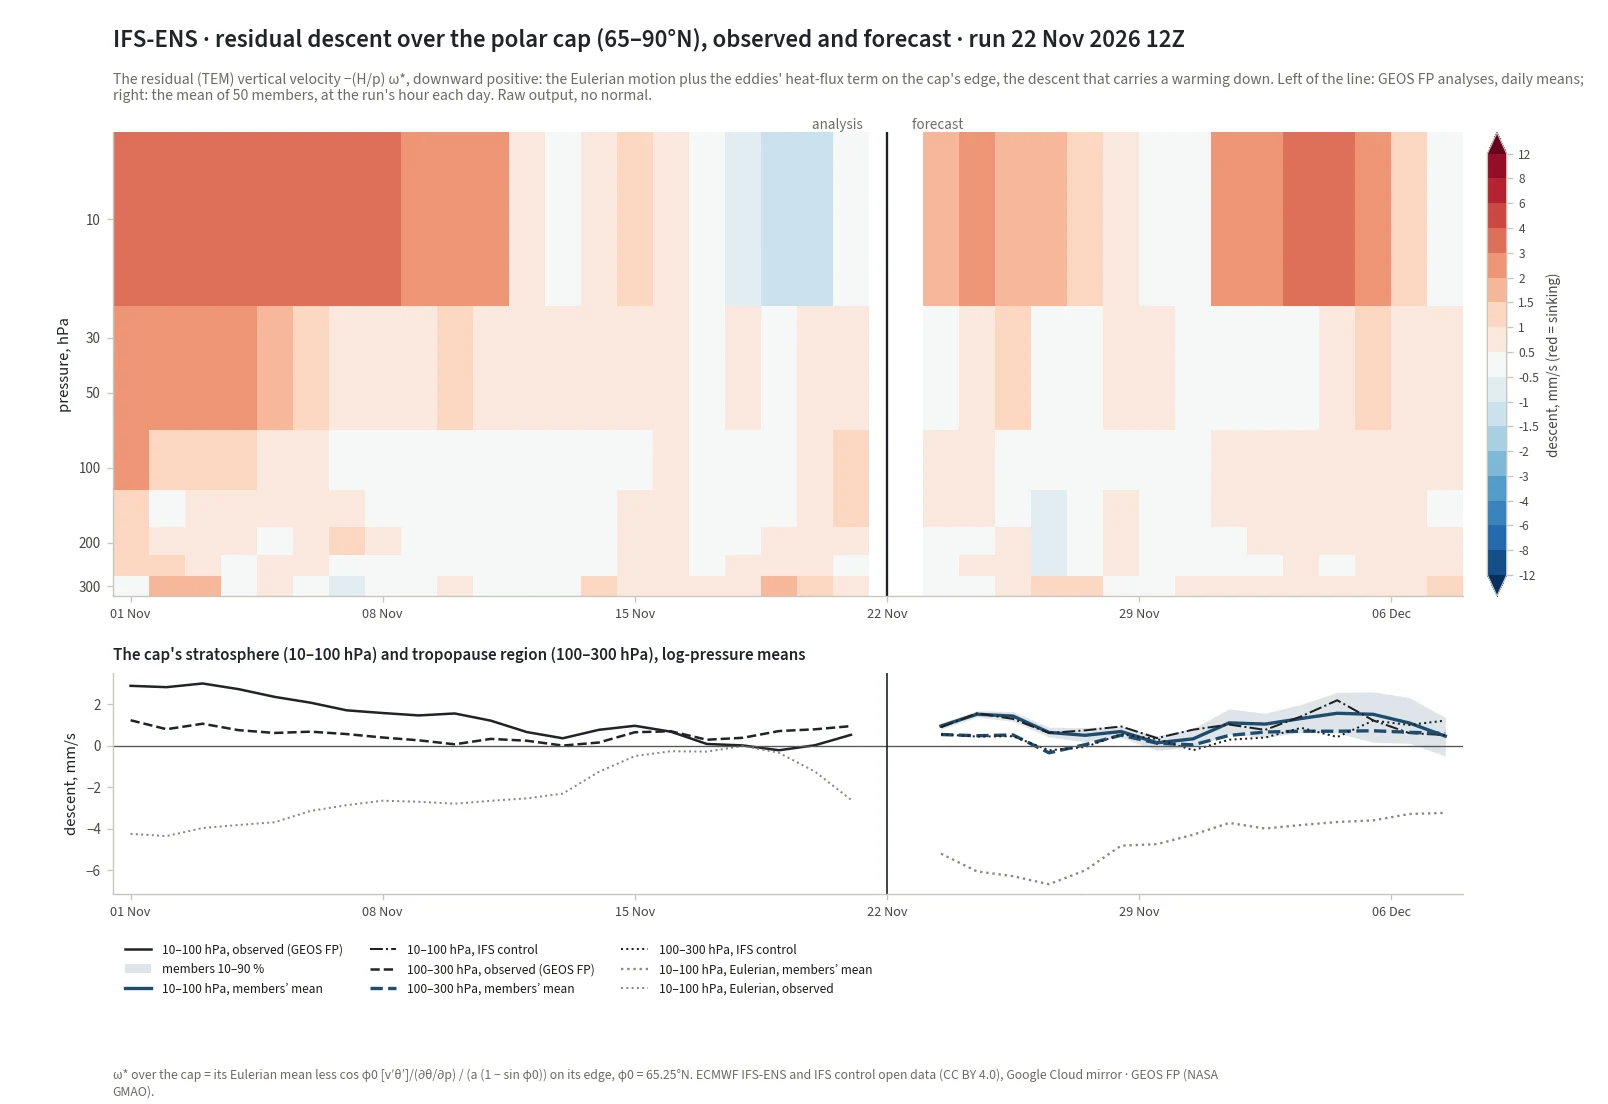 IFS-ENS · residual descent over the polar cap (65–90°N), observed and forecast · run 22 Nov 2026 12Z
The residual (TEM) vertical velocity −(H/p) ω*, downward positive: the Eulerian motion plus the eddies' heat-flux term on the cap's edge, the descent that carries a warming down. Left of the line: GEOS FP analyses, daily means;
right: the mean of 50 members, at the run's hour each day. Raw output, no normal.
analysis forecast
pressure, hPa
10
30
50
100
200
300
01 Nov 08 Nov 15 Nov 22 Nov 29 Nov 06 Dec
12
8
6
4
3
2
1.5
1
0.5
-0.5
-1
-1.5
-2
-3
-4
-6
-8
-12
descent, mm/s (red = sinking)
The cap's stratosphere (10–100 hPa) and tropopause region (100–300 hPa), log-pressure means
descent, mm/s
2
0
−2
−4
−6
01 Nov 08 Nov 15 Nov 22 Nov 29 Nov 06 Dec
10–100 hPa, observed (GEOS FP) 10–100 hPa, IFS control 100–300 hPa, IFS control
members 10–90 % 100–300 hPa, observed (GEOS FP) 10–100 hPa, Eulerian, members’ mean
10–100 hPa, members’ mean 100–300 hPa, members’ mean 10–100 hPa, Eulerian, observed
ω* over the cap = its Eulerian mean less cos φ0 [v′θ′]/(∂θ/∂p) / (a (1 − sin φ0)) on its edge, φ0 = 65.25°N. ECMWF IFS-ENS and IFS control open data (CC BY 4.0), Google Cloud mirror · GEOS FP (NASA
GMAO).